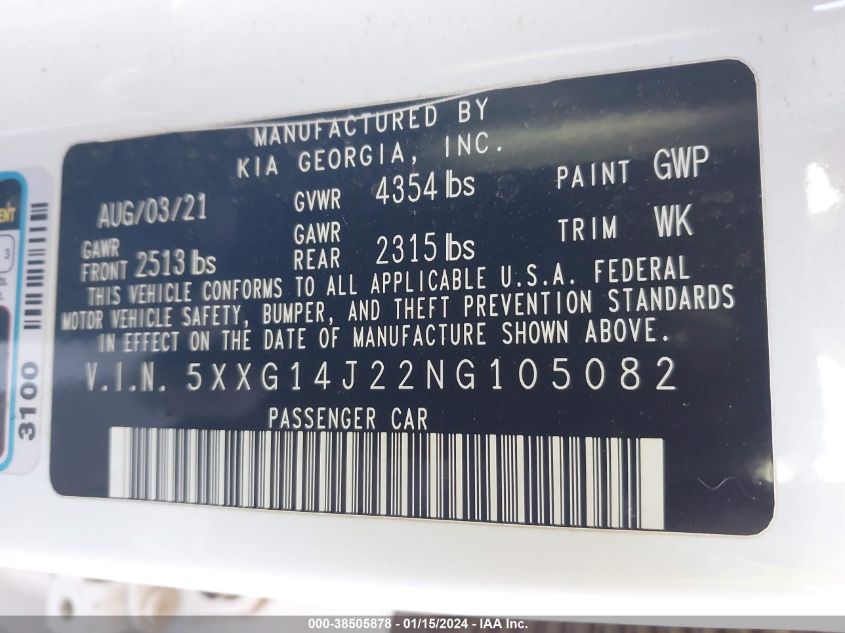 MANUFACTURED BY
KIA GEORGIA, INC.
AUG/03/21 GVWR 4354 lbs PAINT GWP
GAWR FRONT 2513 lbs GAWR REAR 2315 lbs TRIM WK
THIS VEHICLE CONFORMS TO ALL APPLICABLE U.S.A. FEDERAL
MOTOR VEHICLE SAFETY, BUMPER, AND THEFT PREVENTION STANDARDS
IN EFFECT ON THE DATE OF MANUFACTURE SHOWN ABOVE.
V.I.N. 5XXG14J22NG105082
PASSENGER CAR
3100
3
000-38505878 - 01/15/2024 - IAA Inc.